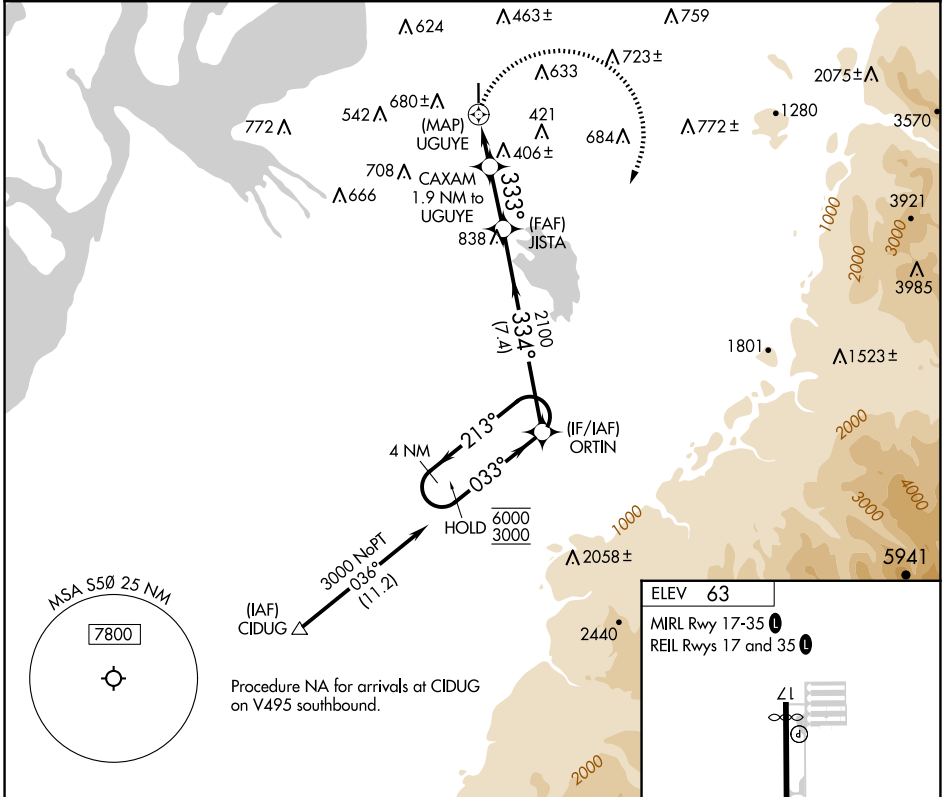 624
463±
759
723±
633
2075±
1280
3570
680±
542
772
(MAP)
UGUYE
421
684
772±
406±
708
CAXAM
1.9 NM to
UGUYE
666
333°
(FAF)
JISTA
838
1000
2000
3000
3921
3985
2100
334°
(7.4)
1801
1523±
2000
(IF/IAF)
ORTIN
213°
4 NM
033°
HOLD
6000
3000
1000
3000
4000
5941
2058±
3000 NoPT
036°
(11.2)
(IAF)
CIDUG
2440
MSA S5Ø 25 NM
7800
Procedure NA for arrivals at CIDUG
on V495 southbound.
2000
ELEV 63
MIRL Rwy 17-35 L
REIL Rwys 17 and 35 L
17
P